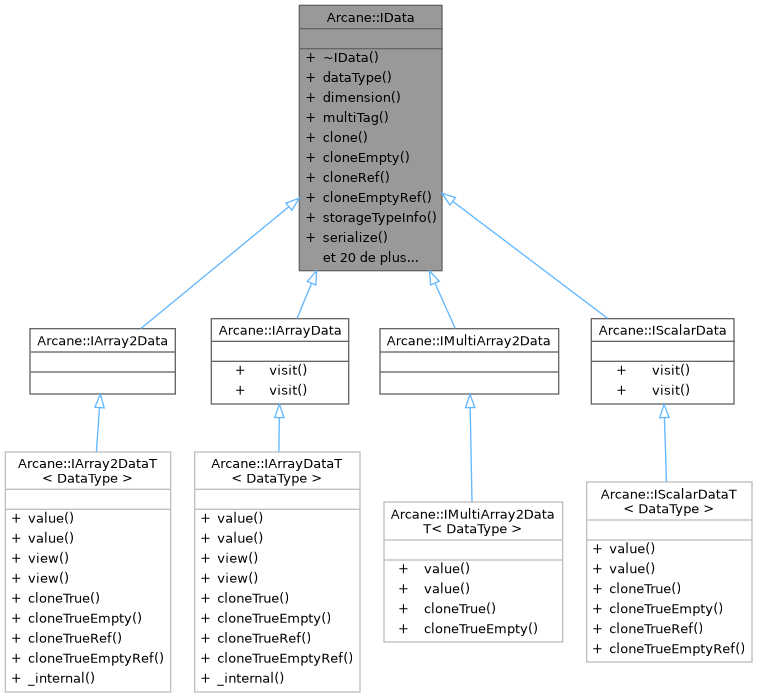 Arcane::IData
+ ~IData()
+ dataType()
+ dimension()
+ multiTag()
+ clone()
+ cloneEmpty()
+ cloneRef()
+ cloneEmptyRef()
+ storageTypeInfo()
+ serialize()
et 20 de plus...
Arcane::IArray2Data
Arcane::IArrayData
+ visit()
+ visit()
Arcane::IMultiArray2Data
Arcane::IScalarData
+ visit()
+ visit()
Arcane::IArray2DataT
< DataType >
+ value()
+ value()
+ view()
+ view()
+ cloneTrue()
+ cloneTrueEmpty()
+ cloneTrueRef()
+ cloneTrueEmptyRef()
+ _internal()
Arcane::IArrayDataT
< DataType >
+ value()
+ value()
+ view()
+ view()
+ cloneTrue()
+ cloneTrueEmpty()
+ cloneTrueRef()
+ cloneTrueEmptyRef()
+ _internal()
Arcane::IMultiArray2Data
T< DataType >
+ value()
+ value()
+ cloneTrue()
+ cloneTrueEmpty()
Arcane::IScalarDataT
< DataType >
+ value()
+ value()
+ cloneTrue()
+ cloneTrueEmpty()
+ cloneTrueRef()
+ cloneTrueEmptyRef()